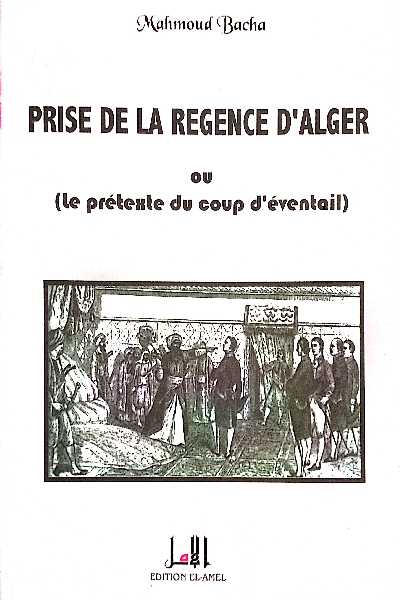 Mahmoud Bacha
PRISE DE LA REGENCE D'ALGER
ou
(Le prétexte du coup d'éventail)
الأمل
EDITION EL-AMEL